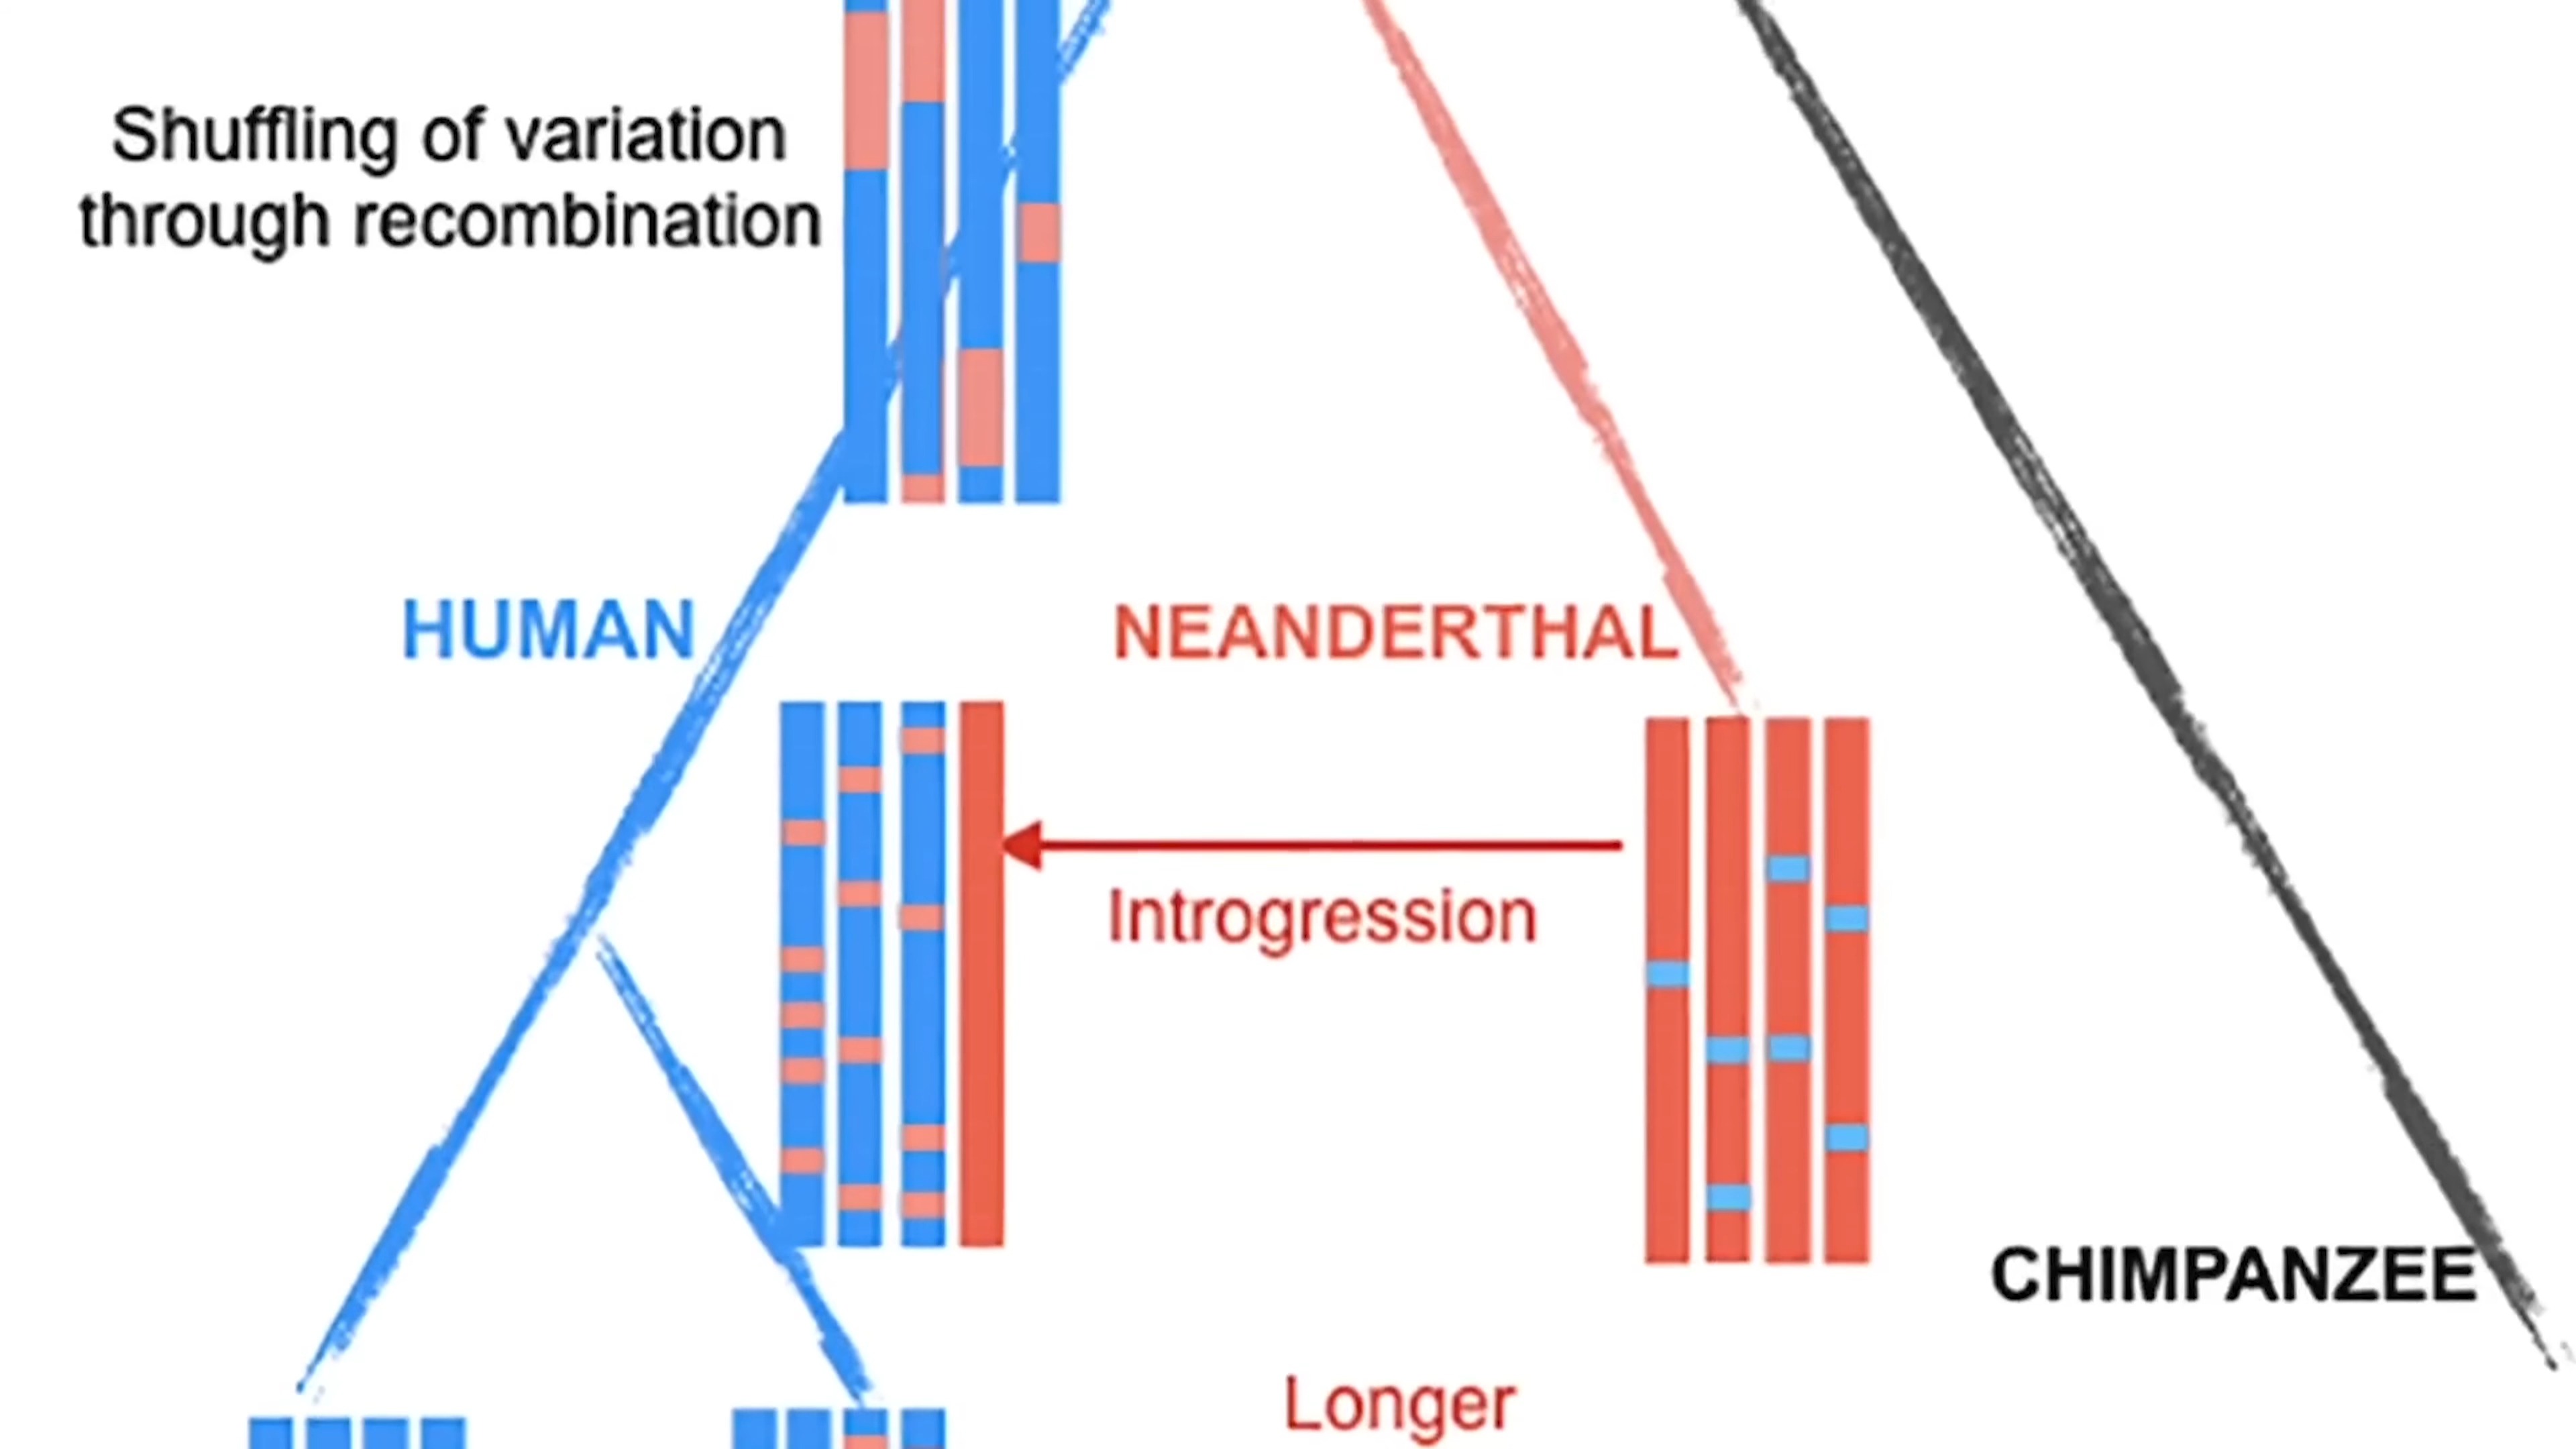 Shuffling of variation
through recombination
HUMAN
NEANDERTHAL
Introgression
CHIMPANZEE
Longer